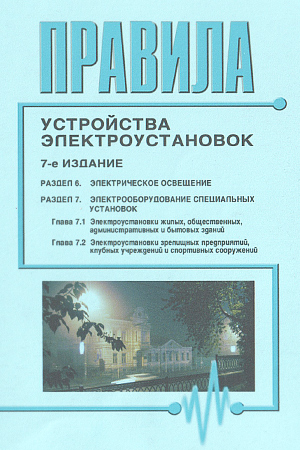 ПРАВИЛА
УСТРОЙСТВА
ЭЛЕКТРОУСТАНОВОК
7-е ИЗДАНИЕ
РАЗДЕЛ 6. ЭЛЕКТРИЧЕСКОЕ ОСВЕЩЕНИЕ
РАЗДЕЛ 7. ЭЛЕКТРООБОРУДОВАНИЕ СПЕЦИАЛЬНЫХ
УСТАНОВОК
Глава 7.1 Электроустановки жилых, общественных,
административных и бытовых зданий
Глава 7.2 Электроустановки зрелищных предприятий,
клубных учреждений и спортивных сооружений